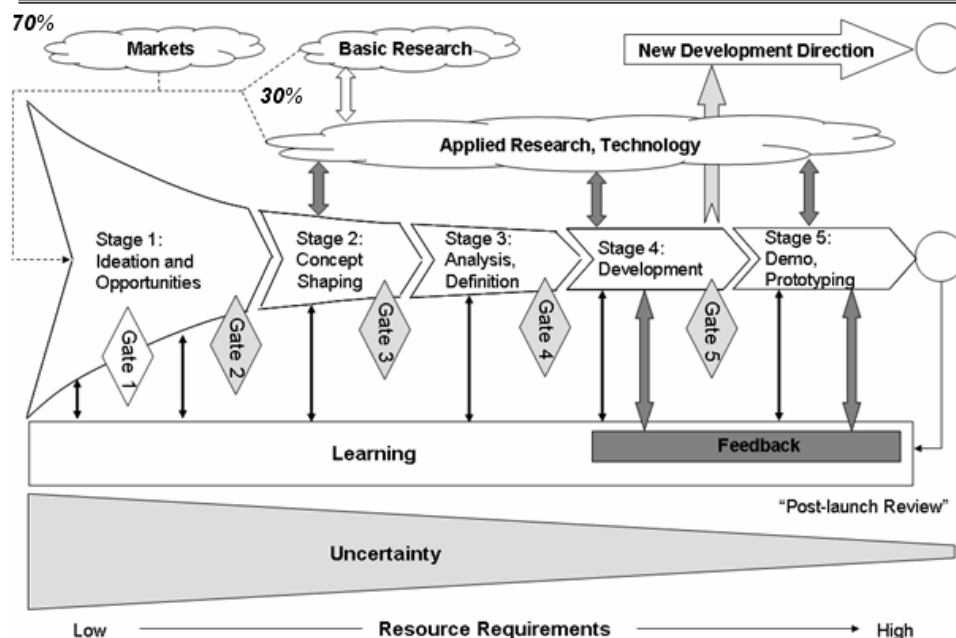 70%
Markets
Basic Research
New Development Direction
30%
Applied Research, Technology
Stage 1:
Ideation and
Opportunities
Stage 2:
Concept
Shaping
Stage 3:
Analysis,
Definition
Stage 4:
Development
Stage 5:
Demo,
Prototyping
Gate 1
Gate 2
Gate 3
Gate 4
Gate 5
Learning
Feedback
“Post-launch Review”
Uncertainty
Low
Resource Requirements
High